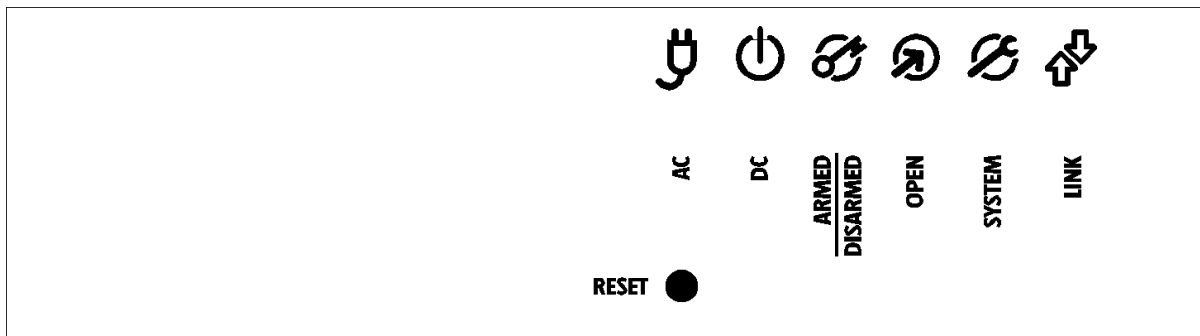 AC
DC
ARMED
DISARMED
OPEN
SYSTEM
LINK
RESET